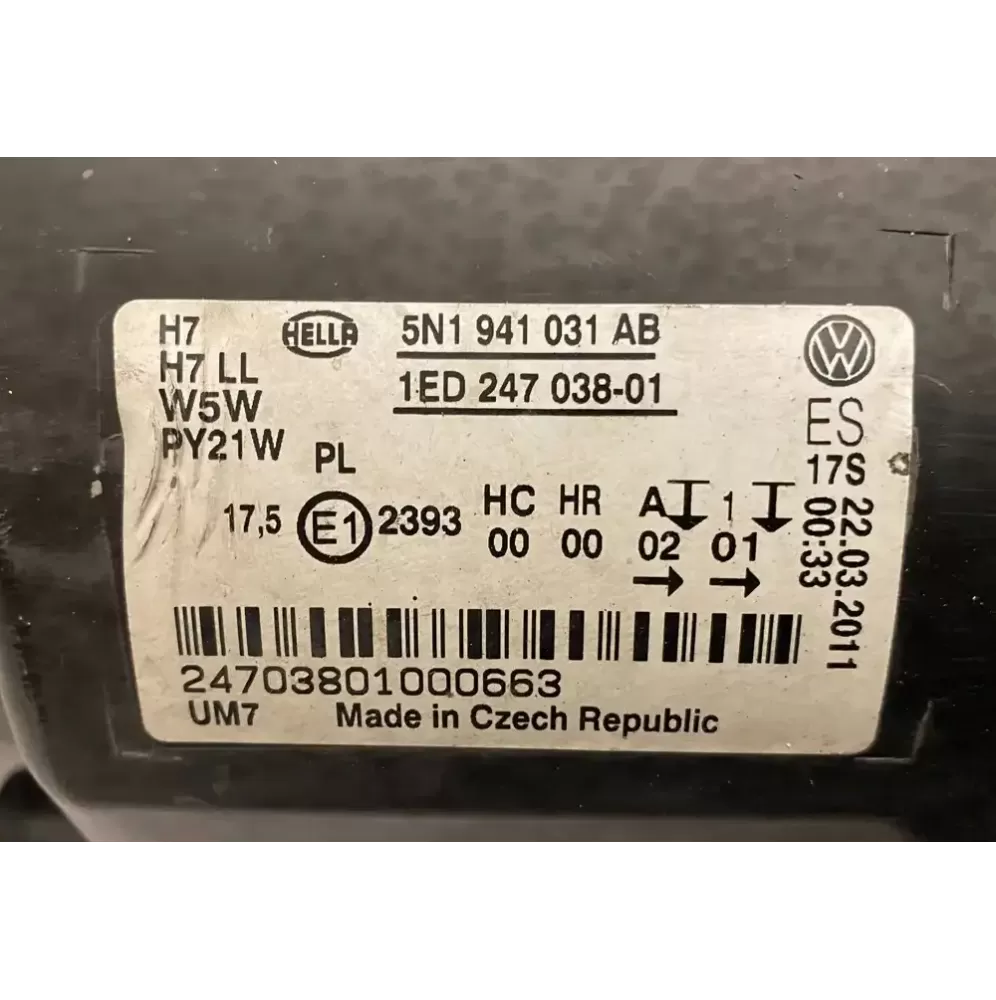 H7
H7 LL
W5W
PY21W
HELLA
5N1 941 031 AB
1ED 247 038-01
PL
17,5 E1 2393
HC HR A 1
00 00 02 01
24703801000663
UM7 Made in Czech Republic
VW
ES
17S
22.03.2011
00:33